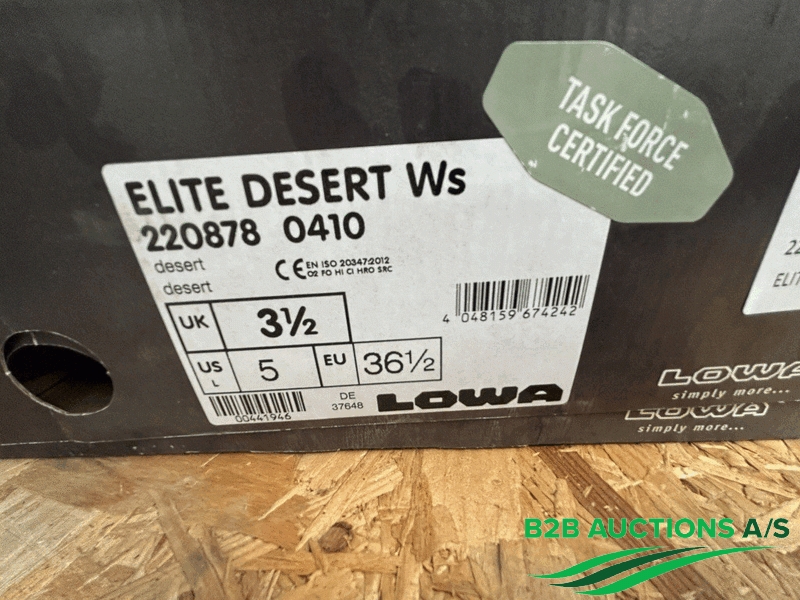 TASK FORCE
CERTIFIED
ELITE DESERT Ws
220878 0410
desert
desert
CE EN ISO 20347:2012
O2 FO HI CI HRO SRC
UK 3½
US L 5 EU 36½
4 048159 674242
00441946
DE
37648
LOWA
22
ELIT
LOWA
simply more...
LOWA
simply more...
B2B AUCTIONS A/S